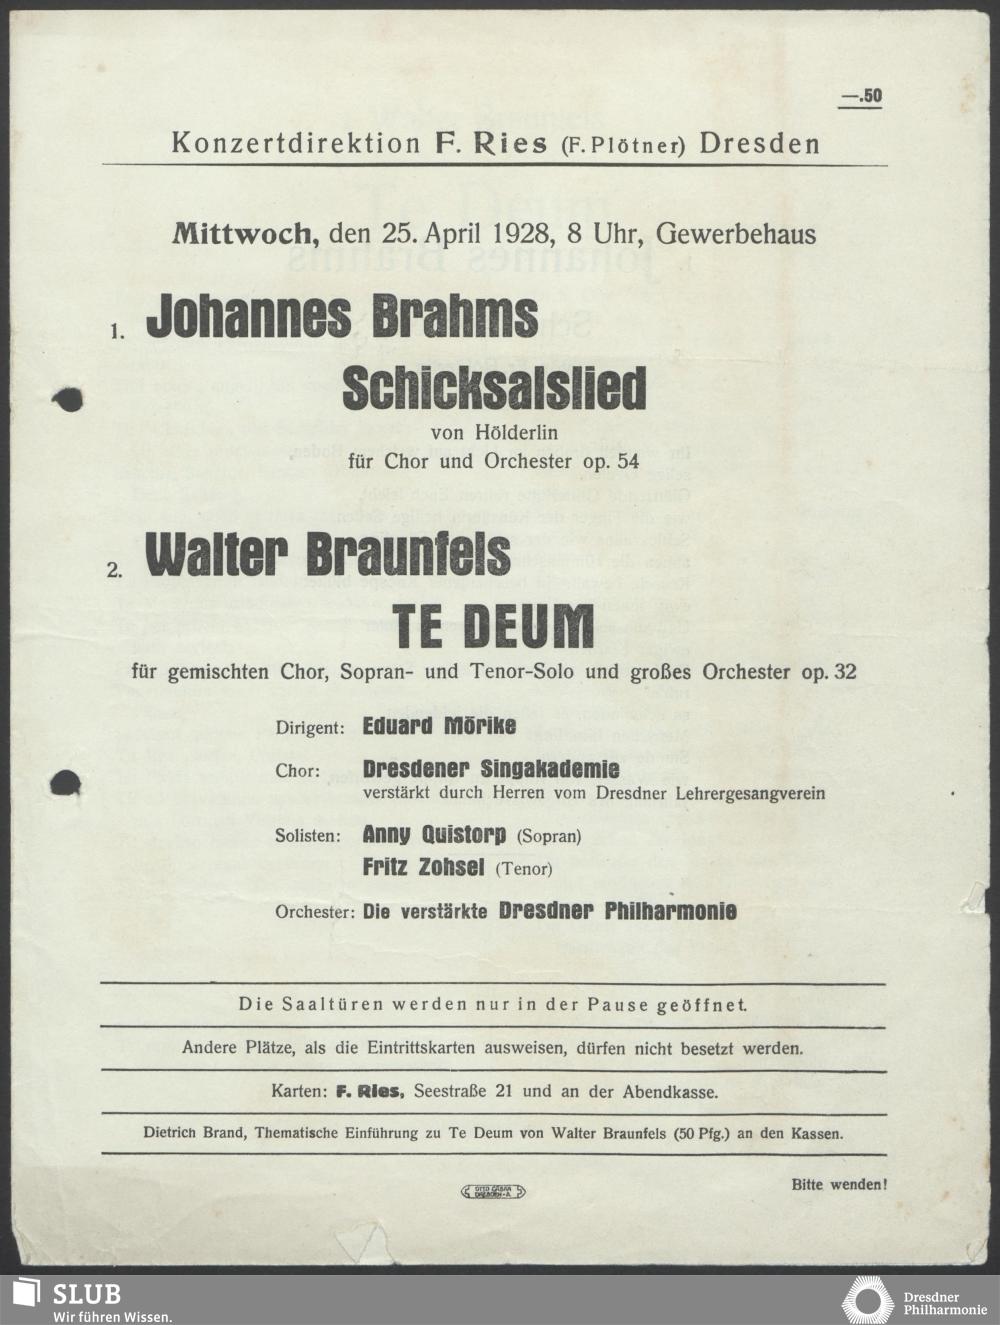 —.50
Konzertdirektion F. Ries (F. Plötner) Dresden
Mittwoch, den 25. April 1928, 8 Uhr, Gewerbehaus
1. Johannes Brahms
Schicksalslied
von Hölderlin
für Chor und Orchester op. 54
2. Walter Braunfels
TE DEUM
für gemischten Chor, Sopran- und Tenor-Solo und großes Orchester op. 32
Dirigent: Eduard Mörike
Chor: Dresdener Singakademie
verstärkt durch Herren vom Dresdner Lehrergesangverein
Solisten: Anny Quistorp (Sopran)
Fritz Zohsel (Tenor)
Orchester: Die verstärkte Dresdner Philharmonie
Die Saaltüren werden nur in der Pause geöffnet.
Andere Plätze, als die Eintrittskarten ausweisen, dürfen nicht besetzt werden.
Karten: F. Ries, Seestraße 21 und an der Abendkasse.
Dietrich Brand, Thematische Einführung zu Te Deum von Walter Braunfels (50 Pfg.) an den Kassen.
Bitte wenden!
OTTO
DRESDEN-A.
SLUB
Wir führen Wissen.
Dresdner
Philharmonie